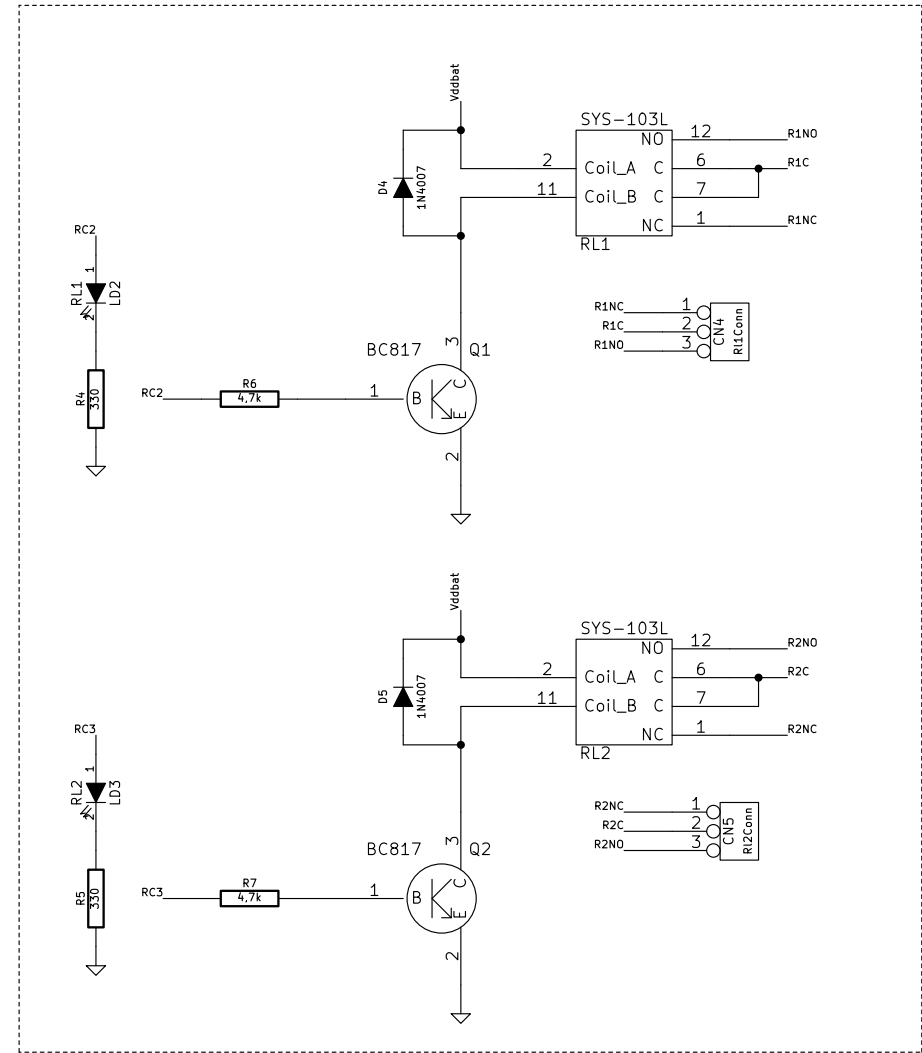 Vddbat
SYS-103L
NO
12
R1NO
2
Coil_A
C
6
R1C
11
Coil_B
C
7
NC
1
R1NC
RL1
D4
1N4007
RC2
1
RL1
LD2
2
R4
330
R1NC
1
R1C
2
R1NO
3
CN4
Rl1Conn
BC817
3
Q1
RC2
R6
4,7k
1
B
C
E
2
Vddbat
SYS-103L
NO
12
R2NO
2
Coil_A
C
6
R2C
11
Coil_B
C
7
NC
1
R2NC
RL2
D5
1N4007
RC3
1
RL2
LD3
2
R5
330
R2NC
1
R2C
2
R2NO
3
CN5
Rl2Conn
BC817
3
Q2
RC3
R7
4,7k
1
B
C
E
2